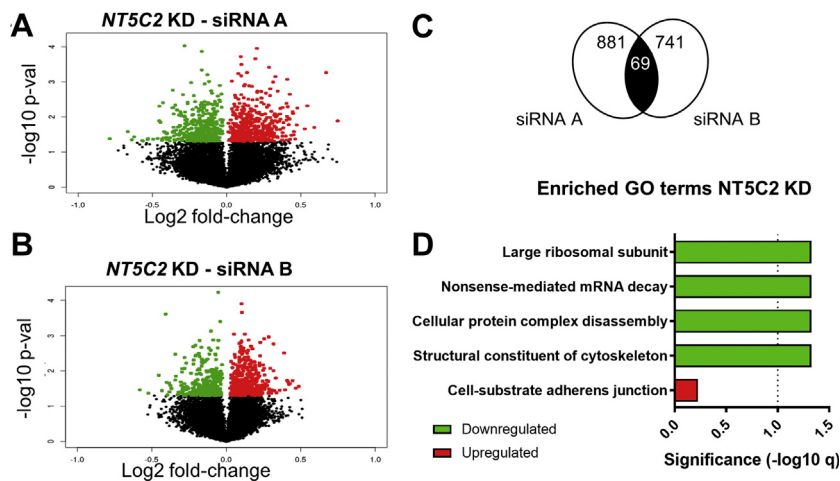 A
NT5C2 KD - siRNA A
-log10 p-val
4
3
2
1
0
-1.0 -0.5 0.0 0.5 1.0
Log2 fold-change
B
NT5C2 KD - siRNA B
-log10 p-val
4
3
2
1
0
-1.0 -0.5 0.0 0.5 1.0
Log2 fold-change
C
881 69 741
siRNA A siRNA B
Enriched GO terms NT5C2 KD
D
Large ribosomal subunit
Nonsense-mediated mRNA decay
Cellular protein complex disassembly
Structural constituent of cytoskeleton
Cell-substrate adherens junction
0.0 0.5 1.0 1.5
Significance (-log10 q)
Downregulated
Upregulated